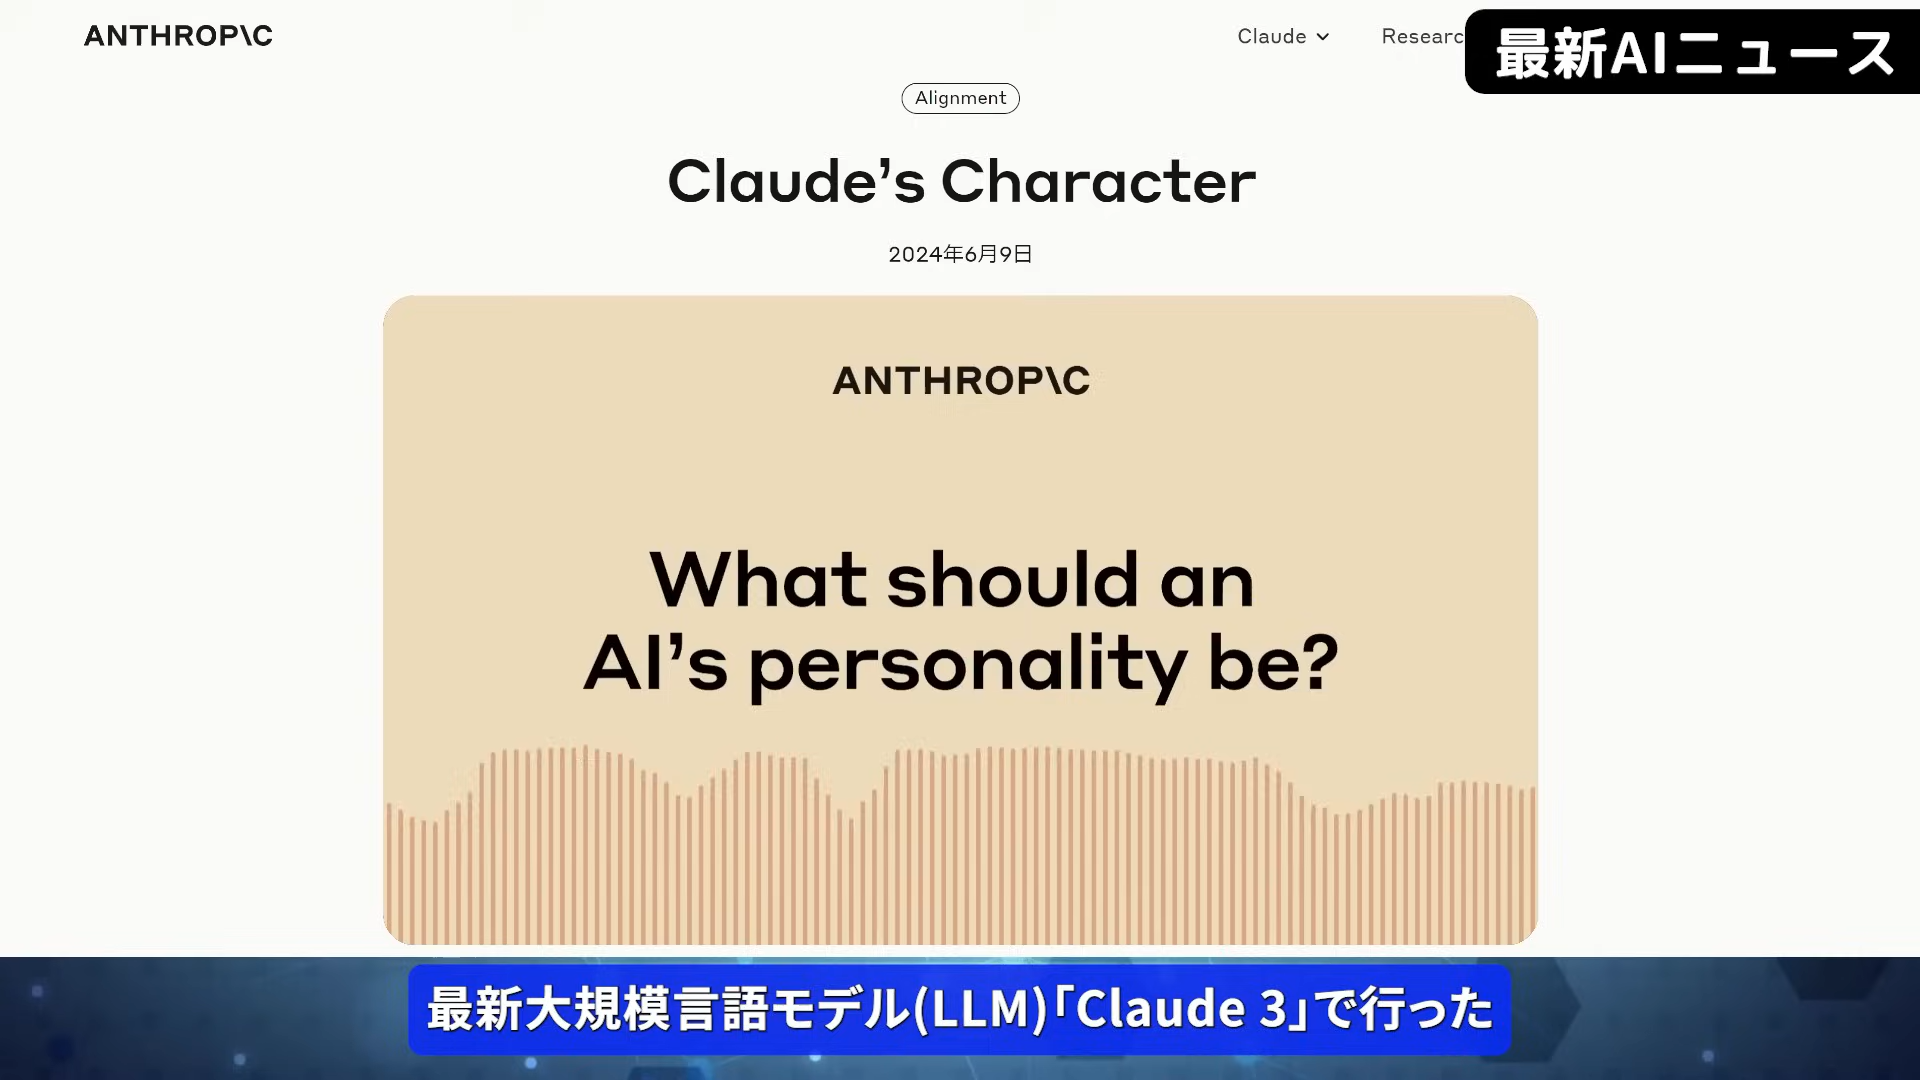 ANTHROP\C
Claude
Researc
最新AIニュース
Alignment
Claude’s Character
2024年6月9日
ANTHROP\C
What should an
AI’s personality be?
最新大規模言語モデル(LLM)「Claude 3」で行った